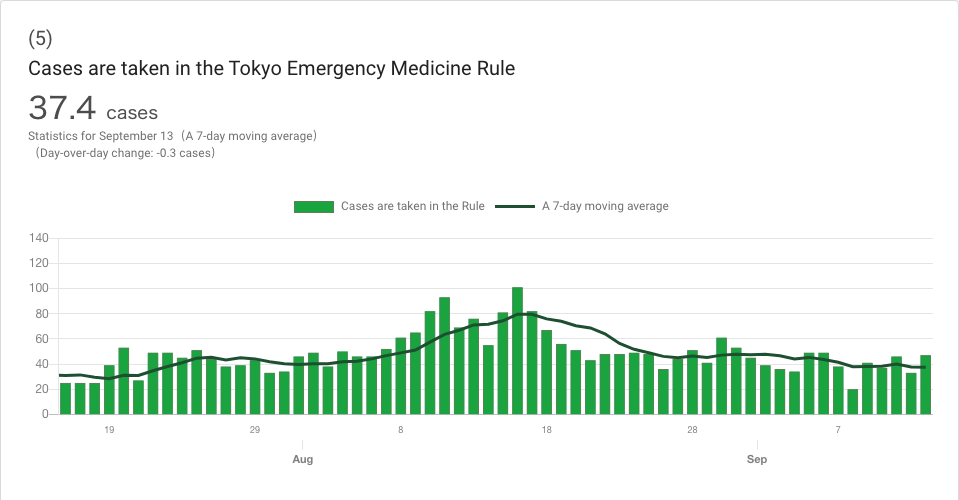 (5)
Cases are taken in the Tokyo Emergency Medicine Rule
37.4 cases
Statistics for September 13（A 7-day moving average）
（Day-over-day change: -0.3 cases）
Cases are taken in the Rule A 7-day moving average
140
120
100
80
60
40
20
0
19 29 8 18 28 7
Aug Sep